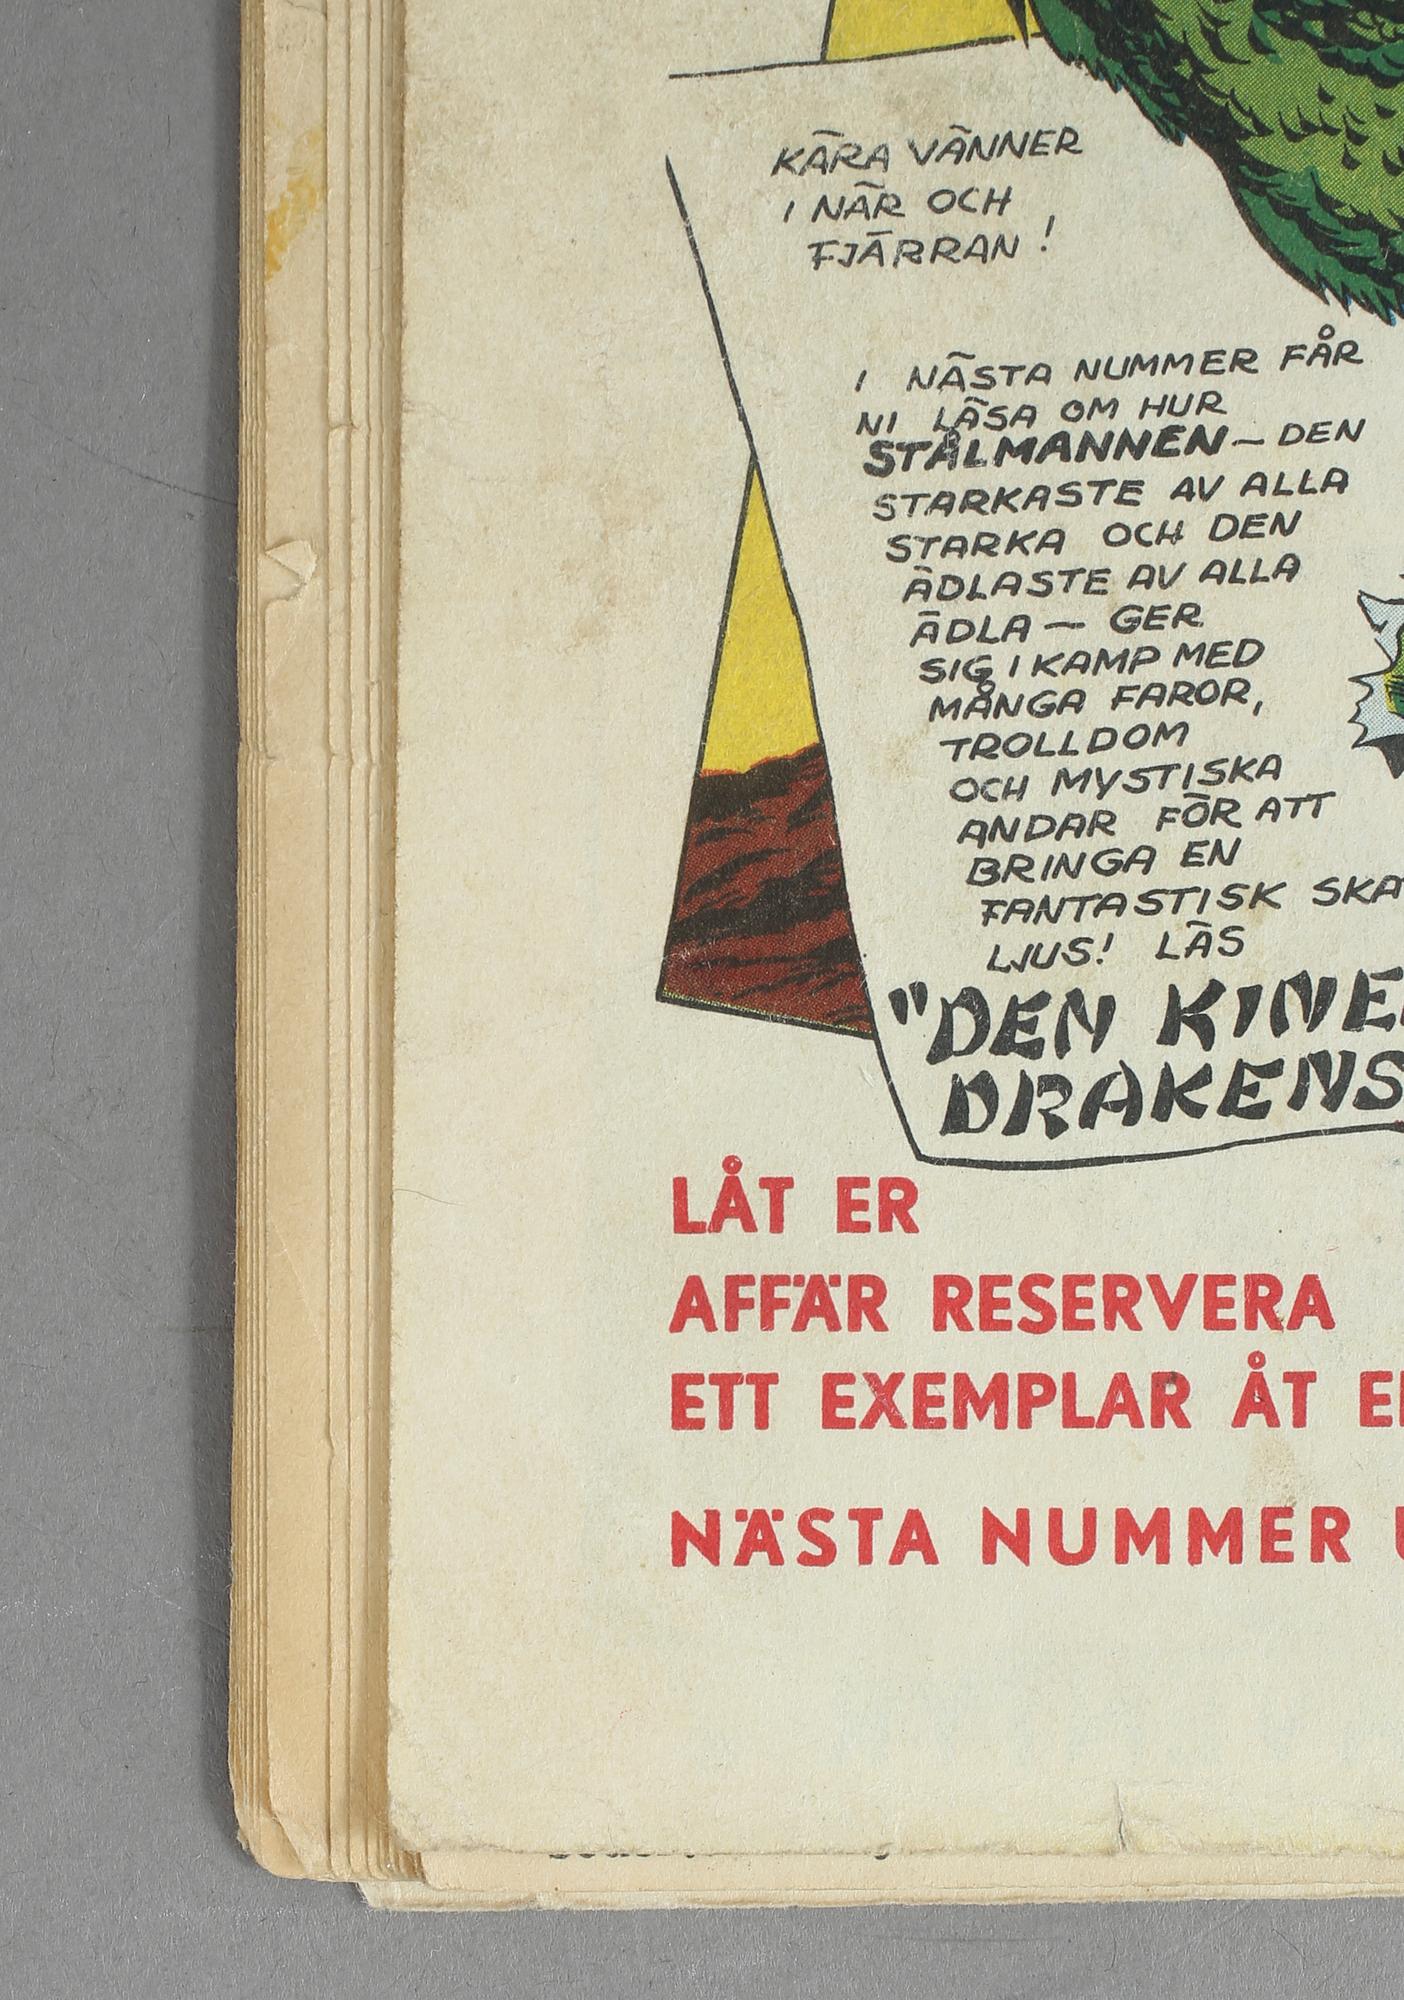 KÄRA VÄNNER
I NÄR OCH
FJÄRRAN!
I NÄSTA NUMMER FÅR
NI LÄSA OM HUR
STÅLMANNEN – DEN
STARKASTE AV ALLA
STARKA OCH DEN
ÄDLASTE AV ALLA
ÄDLA – GER
SIG I KAMP MED
MÅNGA FAROR,
TROLLDOM
OCH MYSTISKA
ANDAR FÖR ATT
BRINGA EN
FANTASTISK
LJUS! LÄS
"DEN
DRAKENS
LÅT ER
AFFÄR RESERVERA
ETT EXEMPLAR ÅT
NÄSTA NUMMER